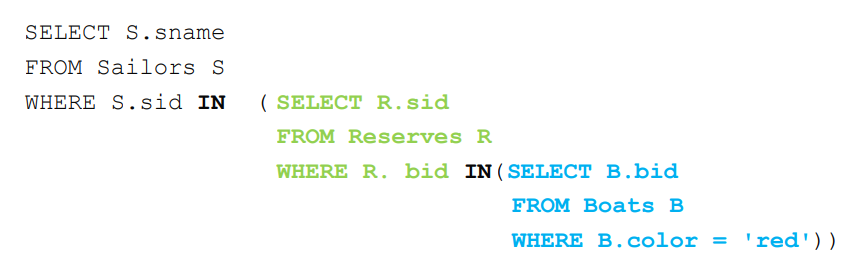 SELECT S.sname
FROM Sailors S
WHERE S.sid IN ( SELECT R.sid
FROM Reserves R
WHERE R. bid IN(SELECT B.bid
FROM Boats B
WHERE B.color = 'red'))